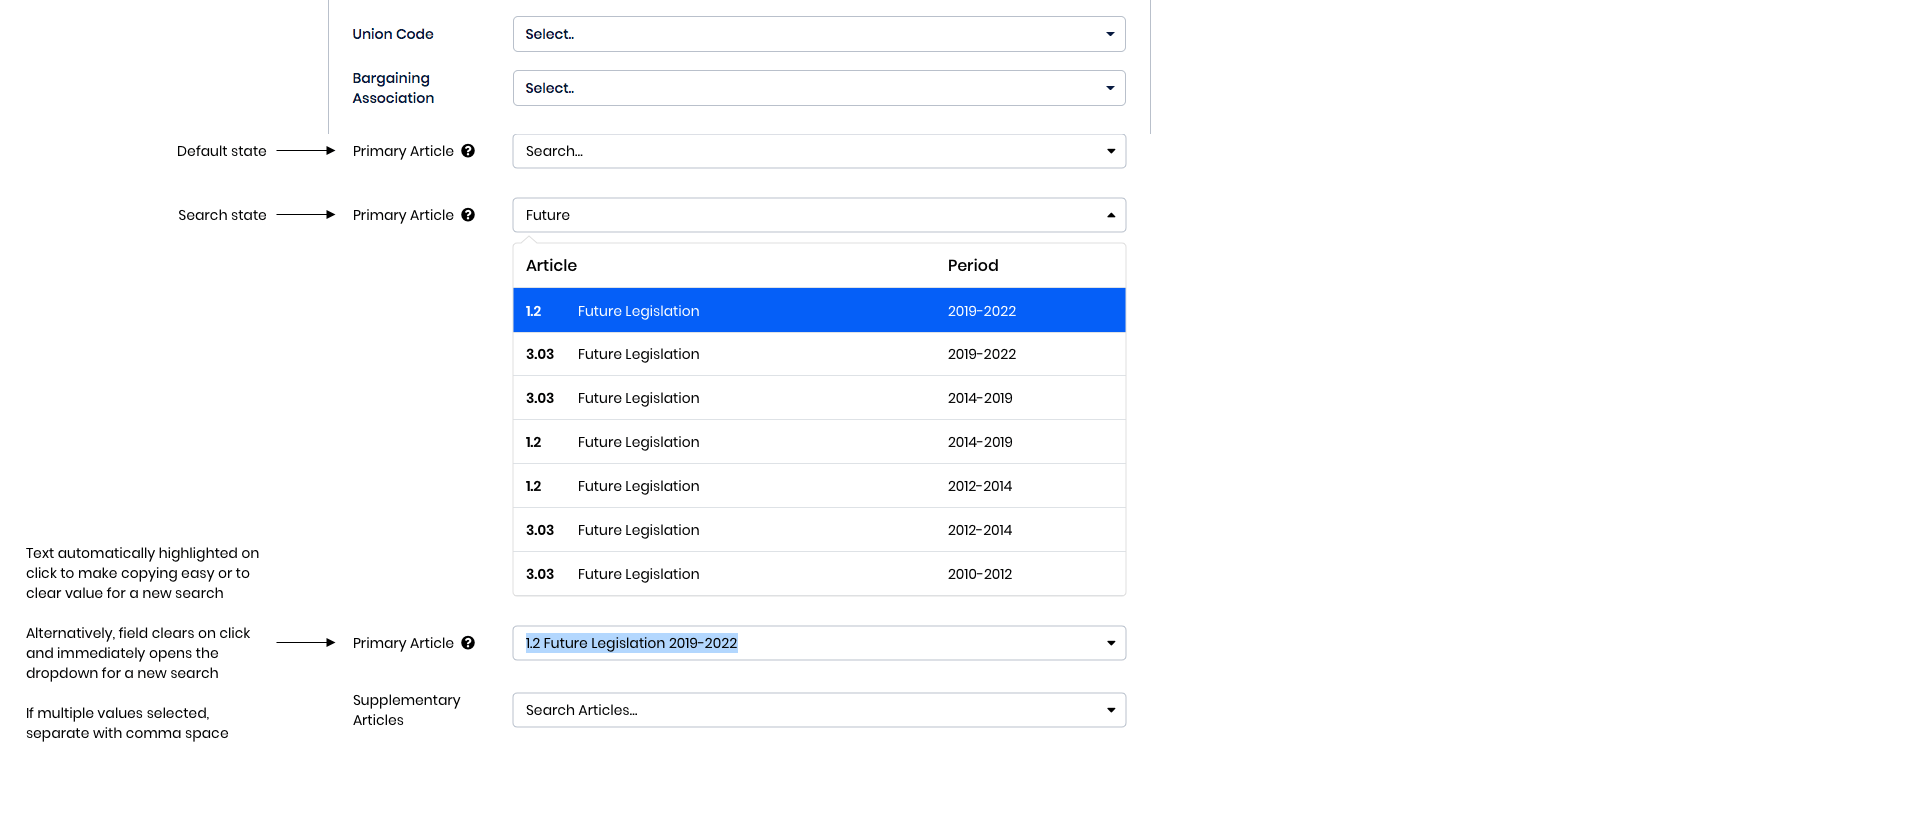 Union Code
Select..
Bargaining
Association
Select..
Default state
Primary Article
Search...
Search state
Primary Article
Future
Article Period
1.2 Future Legislation 2019-2022
3.03 Future Legislation 2019-2022
3.03 Future Legislation 2014-2019
1.2 Future Legislation 2014-2019
1.2 Future Legislation 2012-2014
3.03 Future Legislation 2012-2014
3.03 Future Legislation 2010-2012
Text automatically highlighted on
click to make copying easy or to
clear value for a new search
Alternatively, field clears on click
and immediately opens the
dropdown for a new search
If multiple values selected,
separate with comma space
Primary Article
1.2 Future Legislation 2019-2022
Supplementary
Articles
Search Articles...